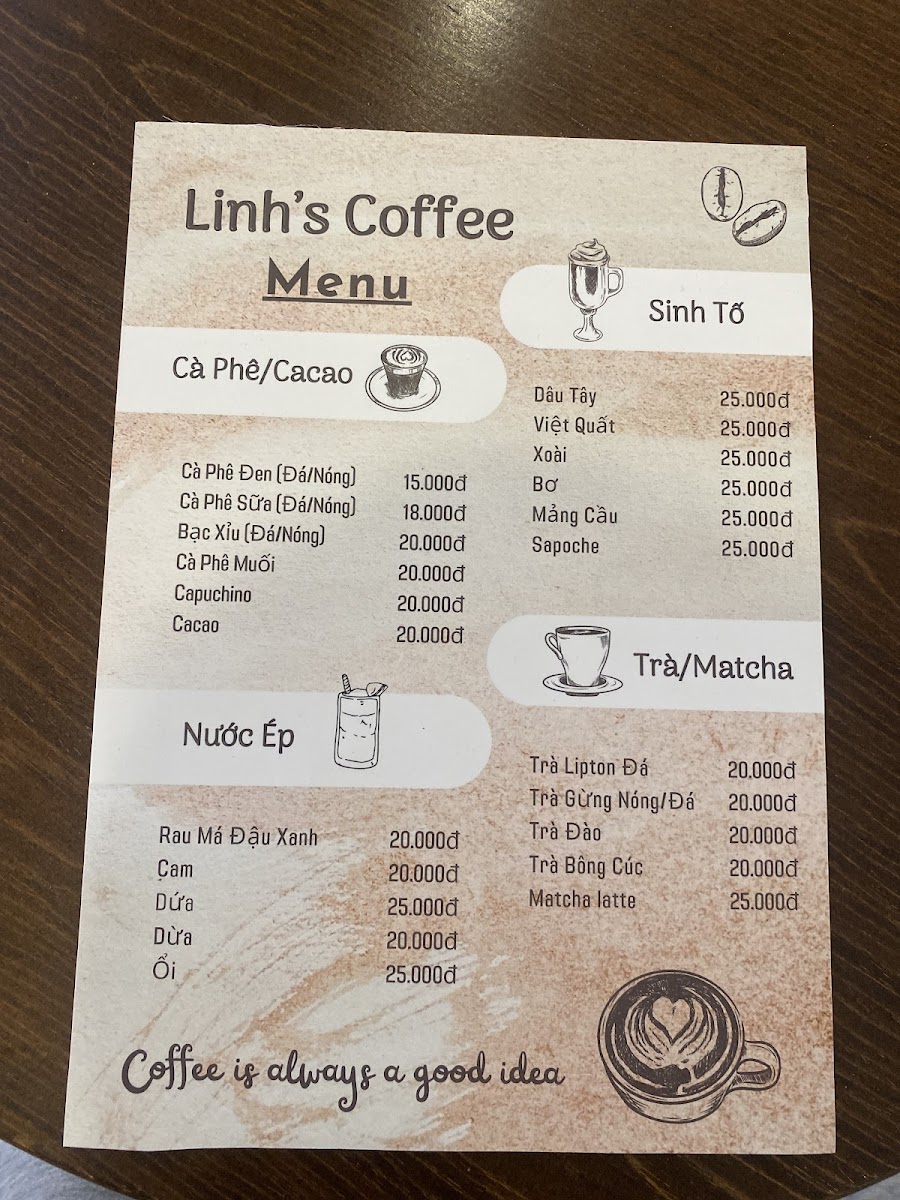 Linh's Coffee
Menu
Cà Phê/Cacao
Cà Phê Đen (Đá/Nóng) 15.000đ
Cà Phê Sữa (Đá/Nóng) 18.000đ
Bạc Xỉu (Đá/Nóng) 20.000đ
Cà Phê Muối 20.000đ
Capuchino 20.000đ
Cacao 20.000đ
Nước Ép
Rau Má Đậu Xanh 20.000đ
Cam 20.000đ
Dứa 25.000đ
Dừa 20.000đ
Ổi 25.000đ
Sinh Tố
Dâu Tây 25.000đ
Việt Quất 25.000đ
Xoài 25.000đ
Bơ 25.000đ
Mảng Cầu 25.000đ
Sapoche 25.000đ
Trà/Matcha
Trà Lipton Đá 20.000đ
Trà Gừng Nóng/Đá 20.000đ
Trà Đào 20.000đ
Trà Bông Cúc 20.000đ
Matcha latte 25.000đ
Coffee is always a good idea